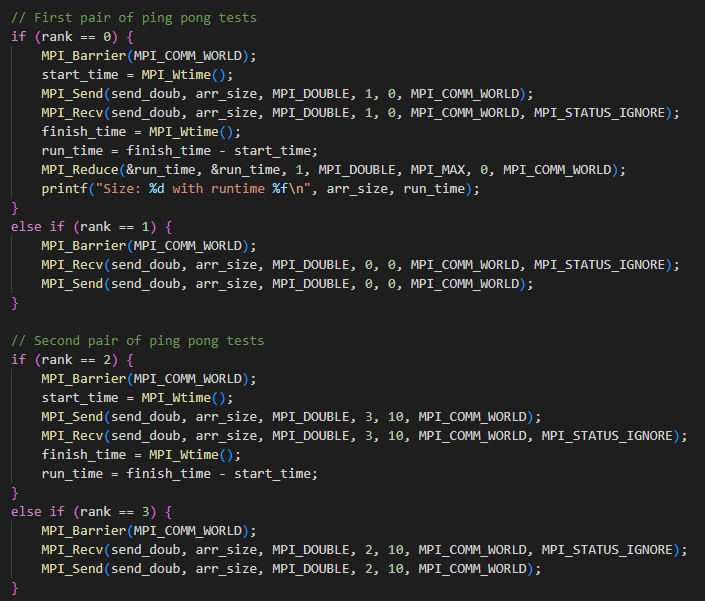 // First pair of ping pong tests
if (rank == 0) {
    MPI_Barrier(MPI_COMM_WORLD);
    start_time = MPI_Wtime();
    MPI_Send(send_doub, arr_size, MPI_DOUBLE, 1, 0, MPI_COMM_WORLD);
    MPI_Recv(send_doub, arr_size, MPI_DOUBLE, 1, 0, MPI_COMM_WORLD, MPI_STATUS_IGNORE);
    finish_time = MPI_Wtime();
    run_time = finish_time - start_time;
    MPI_Reduce(&run_time, &run_time, 1, MPI_DOUBLE, MPI_MAX, 0, MPI_COMM_WORLD);
    printf("Size: %d with runtime %f\n", arr_size, run_time);
}
else if (rank == 1) {
    MPI_Barrier(MPI_COMM_WORLD);
    MPI_Recv(send_doub, arr_size, MPI_DOUBLE, 0, 0, MPI_COMM_WORLD, MPI_STATUS_IGNORE);
    MPI_Send(send_doub, arr_size, MPI_DOUBLE, 0, 0, MPI_COMM_WORLD);
}

// Second pair of ping pong tests
if (rank == 2) {
    MPI_Barrier(MPI_COMM_WORLD);
    start_time = MPI_Wtime();
    MPI_Send(send_doub, arr_size, MPI_DOUBLE, 3, 10, MPI_COMM_WORLD);
    MPI_Recv(send_doub, arr_size, MPI_DOUBLE, 3, 10, MPI_COMM_WORLD, MPI_STATUS_IGNORE);
    finish_time = MPI_Wtime();
    run_time = finish_time - start_time;
}
else if (rank == 3) {
    MPI_Barrier(MPI_COMM_WORLD);
    MPI_Recv(send_doub, arr_size, MPI_DOUBLE, 2, 10, MPI_COMM_WORLD, MPI_STATUS_IGNORE);
    MPI_Send(send_doub, arr_size, MPI_DOUBLE, 2, 10, MPI_COMM_WORLD);
}